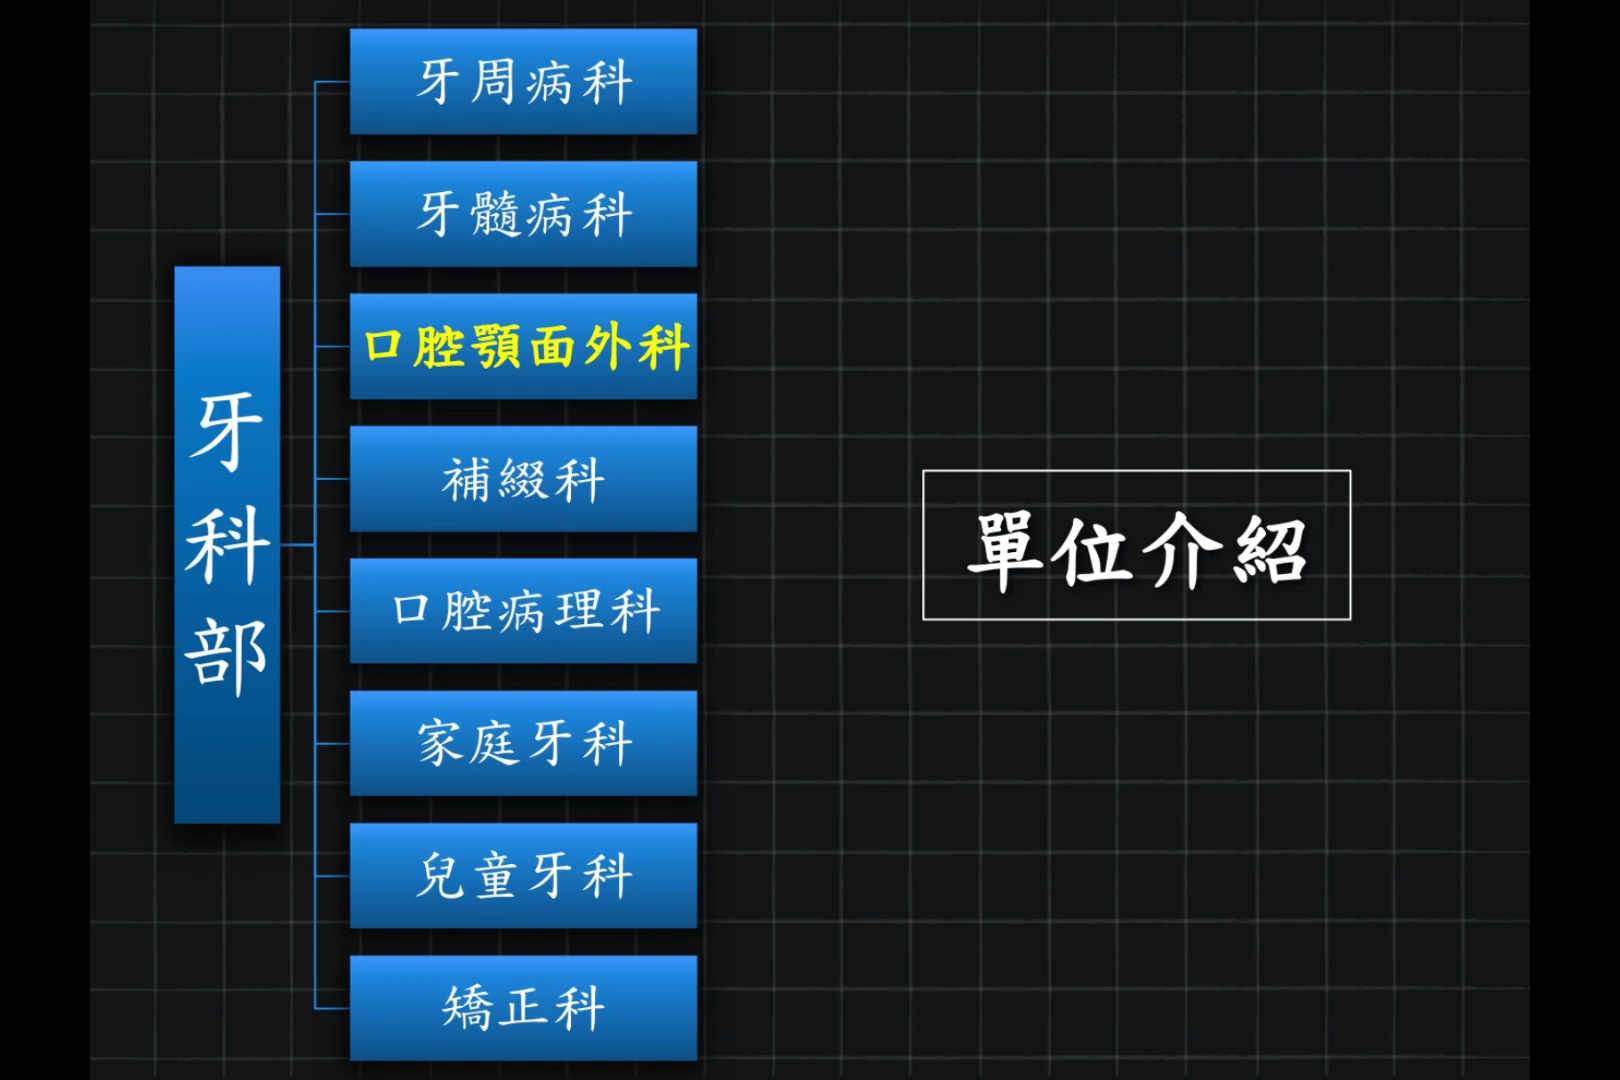 牙科部
牙周病科
牙髓病科
口腔顎面外科
補綴科
口腔病理科
家庭牙科
兒童牙科
矯正科
單位介紹